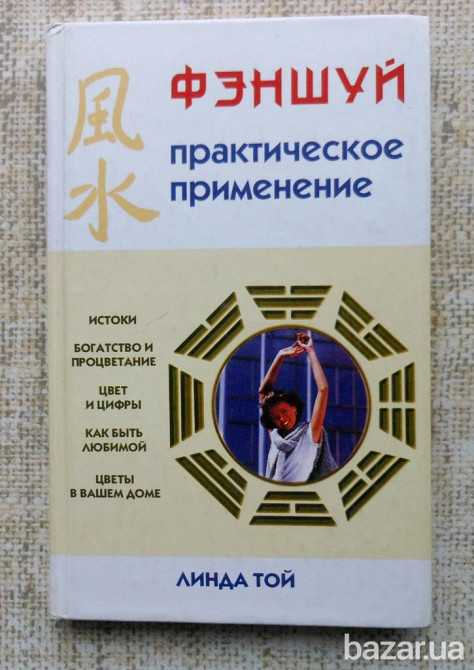 風水
ФЭНШУЙ
практическое
применение
ИСТОКИ
БОГАТСТВО И
ПРОЦВЕТАНИЕ
ЦВЕТ
И ЦИФРЫ
КАК БЫТЬ
ЛЮБИМОЙ
ЦВЕТЫ
В ВАШЕМ ДОМЕ
ЛИНДА ТОЙ
bazar.ua